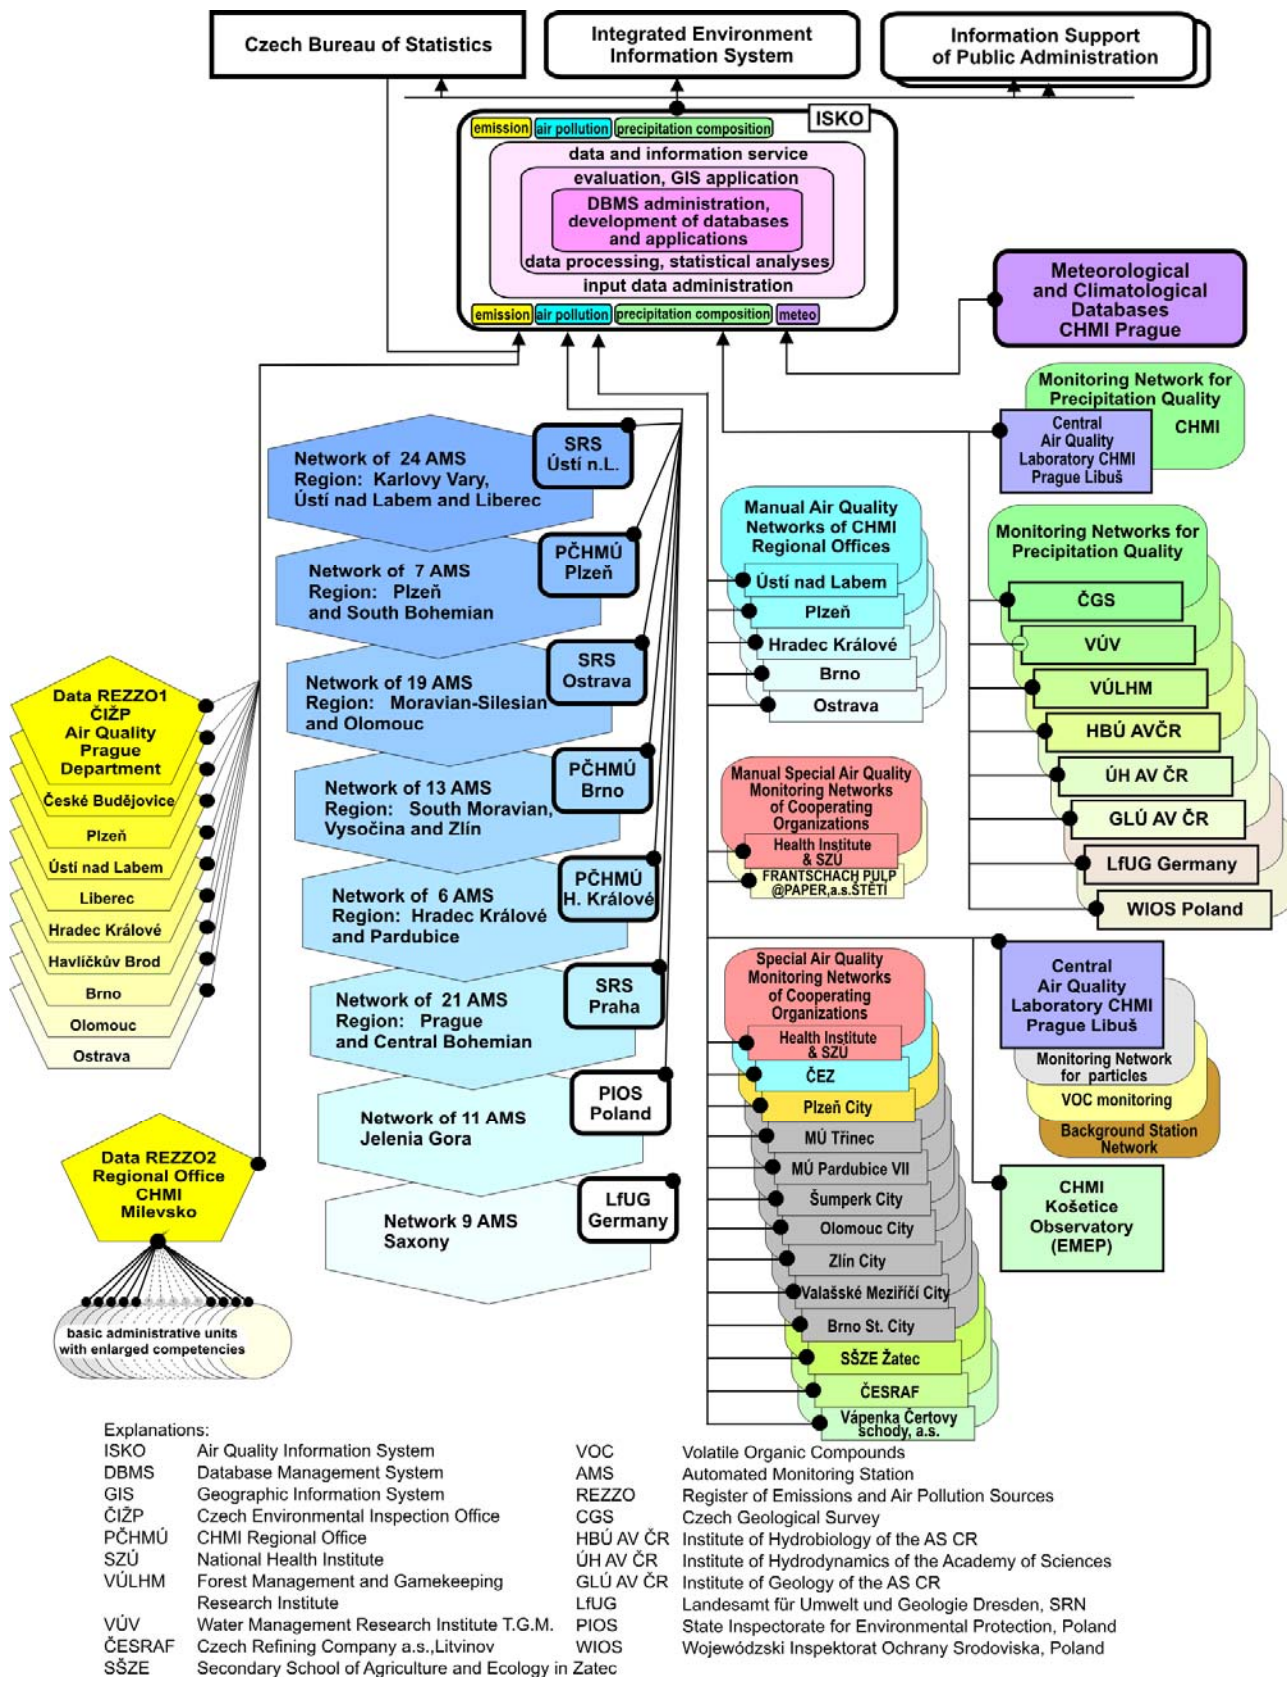 Czech Bureau of Statistics
Integrated Environment
Information System
Information Support
of Public Administration
ISKO
emission
air pollution
precipitation composition
data and information service
evaluation, GIS application
DBMS administration,
development of databases
and applications
data processing, statistical analyses
input data administration
emission
air pollution
precipitation composition
meteo
Meteorological
and Climatological
Databases
CHMI Prague
Monitoring Network for
Precipitation Quality
CHMI
Central
Air Quality
Laboratory CHMI
Prague Libuš
Monitoring Networks for
Precipitation Quality
ČGS
VÚV
VÚLHM
HBÚ AVČR
ÚH AV ČR
GLÚ AV ČR
LfUG Germany
WIOS Poland
Network of 24 AMS
Region: Karlovy Vary,
Ústí nad Labem and Liberec
SRS
Ústí n.L.
Network of 7 AMS
Region: Plzeň
and South Bohemian
PČHMÚ
Plzeň
Network of 19 AMS
Region: Moravian-Silesian
and Olomouc
SRS
Ostrava
Network of 13 AMS
Region: South Moravian,
Vysočina and Zlín
PČHMÚ
Brno
Network of 6 AMS
Region: Hradec Králové
and Pardubice
PČHMÚ
H. Králové
Network of 21 AMS
Region: Prague
and Central Bohemian
SRS
Praha
Network of 11 AMS
Jelenia Gora
PIOS
Poland
Network 9 AMS
Saxony
LfUG
Germany
Manual Air Quality
Networks of CHMI
Regional Offices
Ústí nad Labem
Plzeň
Hradec Králové
Brno
Ostrava
Manual Special Air Quality
Monitoring Networks
of Cooperating
Organizations
Health Institute
& SZÚ
FRANTSCHACH PULP
@PAPER,a.s.ŠTĚTÍ
Special Air Quality
Monitoring Networks
of Cooperating
Organizations
Health Institute
& SZÚ
ČEZ
Plzeň City
MÚ Třinec
MÚ Pardubice VII
Šumperk City
Olomouc City
Zlín City
Valašské Meziříčí City
Brno St. City
SŠZE Žatec
ČESRAF
Vápenka Čertovy
schody, a.s.
Central
Air Quality
Laboratory CHMI
Prague Libuš
Monitoring Network
for particles
VOC monitoring
Background Station
Network
CHMI
Košetice
Observatory
(EMEP)
Data REZZO1
ČIŽP
Air Quality
Prague
Department
České Budějovice
Plzeň
Ústí nad Labem
Liberec
Hradec Králové
Havlíčkův Brod
Brno
Olomouc
Ostrava
Data REZZO2
Regional Office
CHMI
Milevsko
basic administrative units
with enlarged competencies
Explanations:
ISKO Air Quality Information System
DBMS Database Management System
GIS Geographic Information System
ČIŽP Czech Environmental Inspection Office
PČHMÚ CHMI Regional Office
SZÚ National Health Institute
VÚLHM Forest Management and Gamekeeping
Research Institute
VÚV Water Management Research Institute T.G.M.
ČESRAF Czech Refining Company a.s.,Litvinov
SŠZE Secondary School of Agriculture and Ecology in Zatec
VOC Volatile Organic Compounds
AMS Automated Monitoring Station
REZZO Register of Emissions and Air Pollution Sources
CGS Czech Geological Survey
HBÚ AV ČR Institute of Hydrobiology of the AS CR
ÚH AV ČR Institute of Hydrodynamics of the Academy of Sciences
GLÚ AV ČR Institute of Geology of the AS CR
LfUG Landesamt für Umwelt und Geologie Dresden, SRN
PIOS State Inspectorate for Environmental Protection, Poland
WIOS Wojewódzski Inspektorat Ochrany Srodoviska, Poland